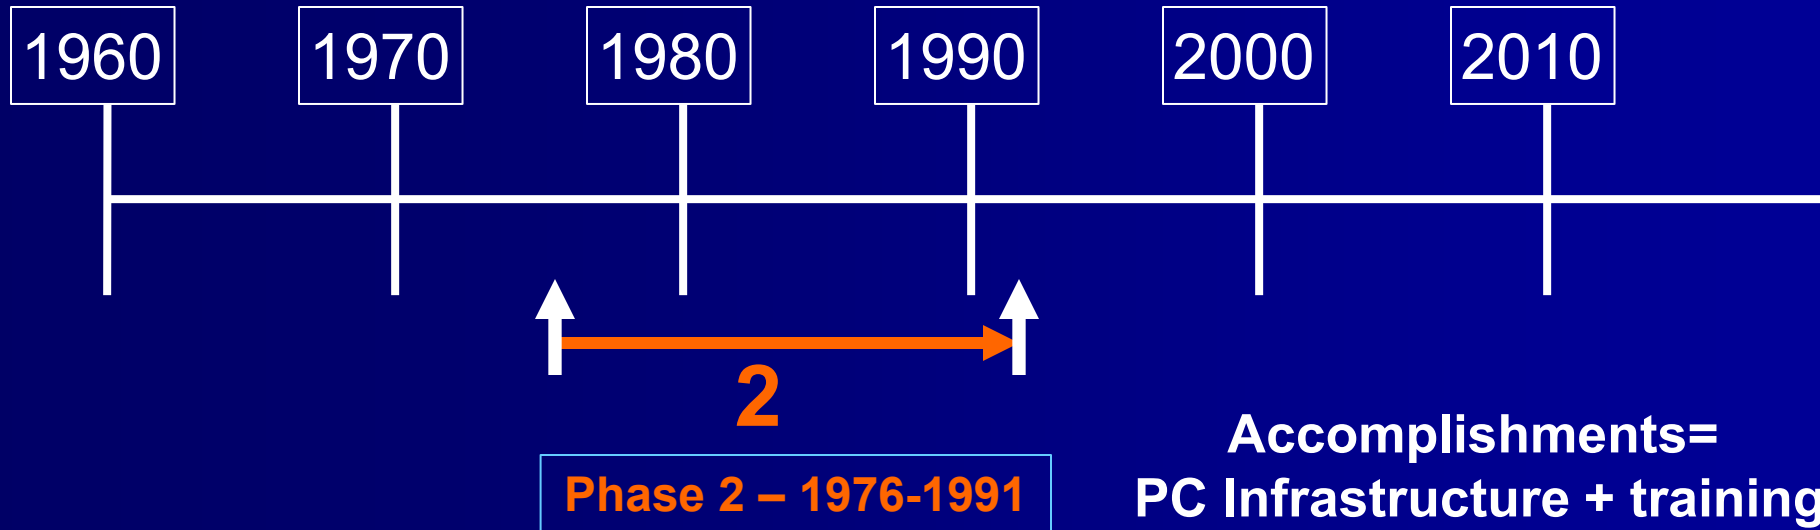 1960 1970 1980 1990 2000 2010
2
Accomplishments=
Phase 2 – 1976-1991
PC Infrastructure + training